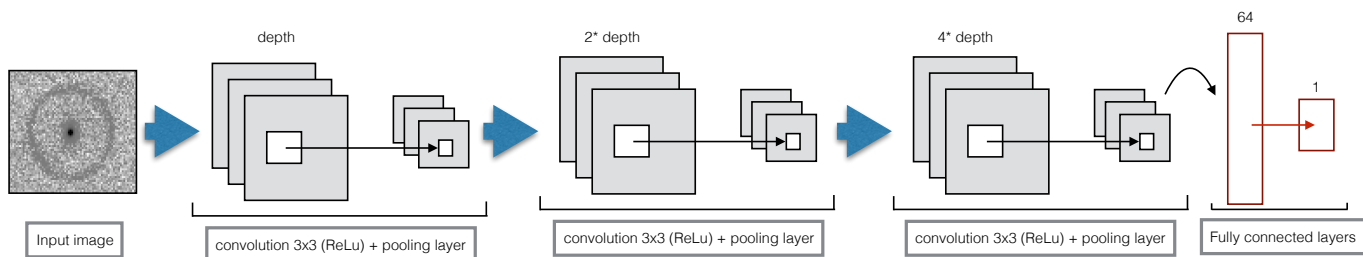 depth
2* depth
4* depth
64
1
Input image
convolution 3x3 (ReLu) + pooling layer
convolution 3x3 (ReLu) + pooling layer
convolution 3x3 (ReLu) + pooling layer
Fully connected layers